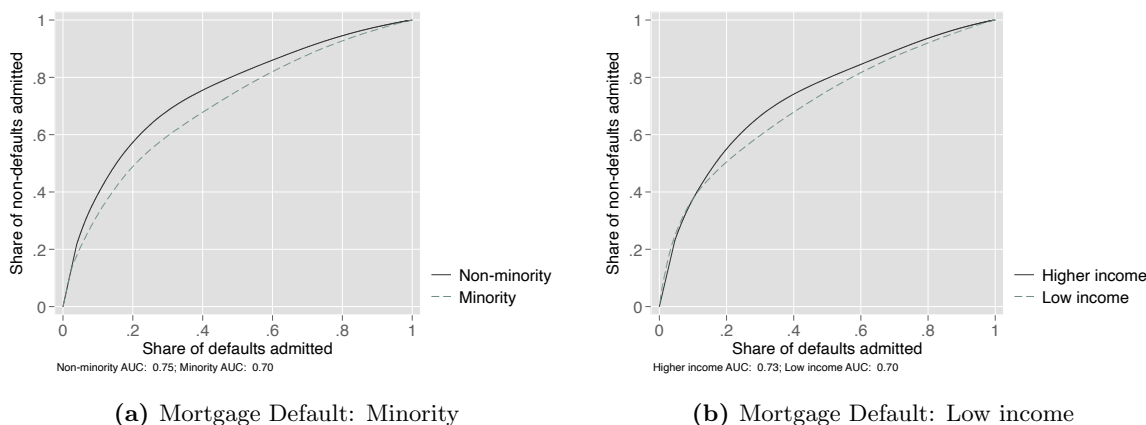 Share of non-defaults admitted
1
.8
.6
.4
.2
0
0 .2 .4 .6 .8 1
Share of defaults admitted
Non-minority
Minority
Non-minority AUC: 0.75; Minority AUC: 0.70
(a) Mortgage Default: Minority
Share of non-defaults admitted
1
.8
.6
.4
.2
0
0 .2 .4 .6 .8 1
Share of defaults admitted
Higher income
Low income
Higher income AUC: 0.73; Low income AUC: 0.70
(b) Mortgage Default: Low income